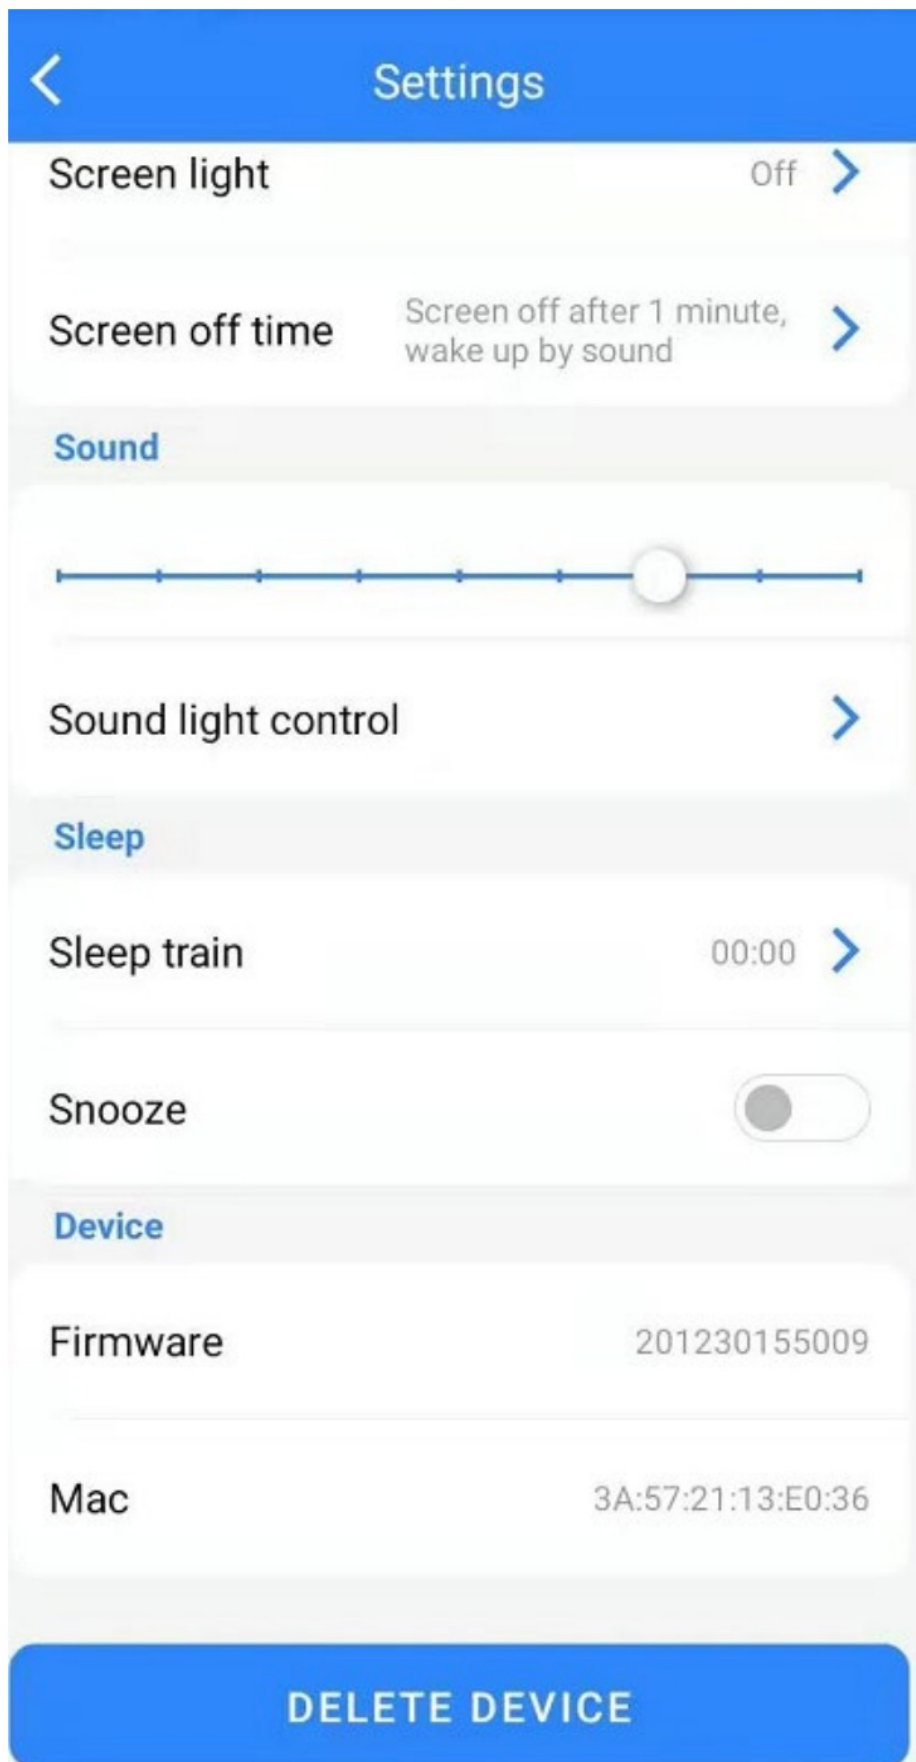 Settings
Screen light
Off
Screen off time
Screen off after 1 minute,
wake up by sound
Sound
Sound light control
Sleep
Sleep train
00:00
Snooze
Device
Firmware
201230155009
Mac
3A:57:21:13:E0:36
DELETE DEVICE